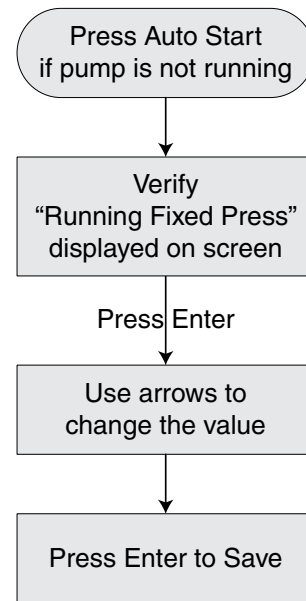 Press Auto Start
if pump is not running
Verify
“Running Fixed Press”
displayed on screen
Press Enter
Use arrows to
change the value
Press Enter to Save